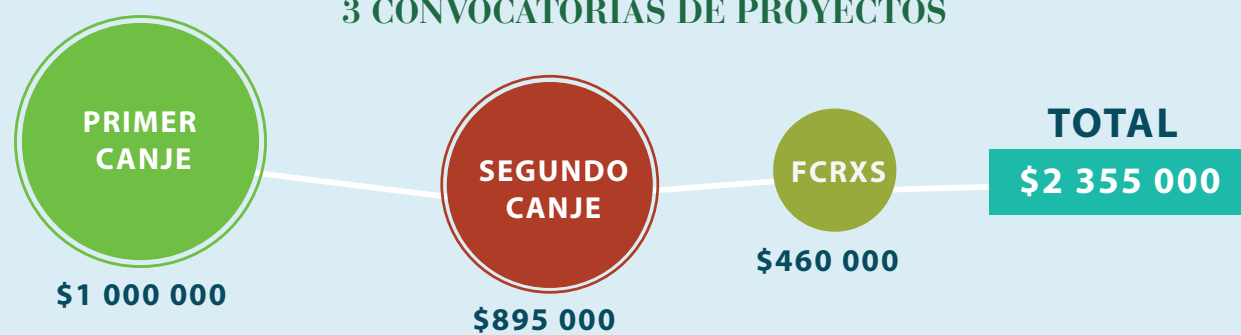 3 CONVOCATORIAS DE PROYECTOS
PRIMER
CANJE
$1 000 000
SEGUNDO
CANJE
$895 000
FCRXS
$460 000
TOTAL
$2 355 000